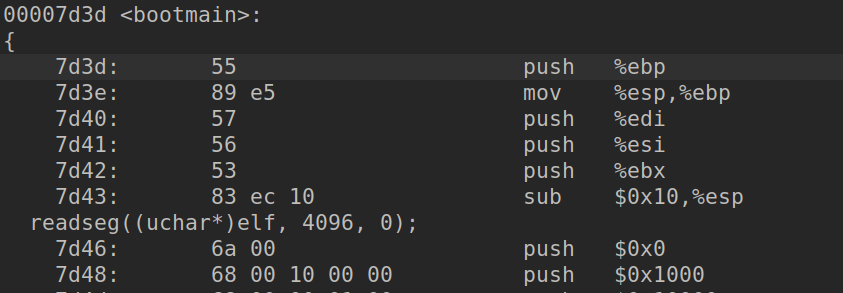 00007d3d <bootmain>:
{
7d3d: 55 push %ebp
7d3e: 89 e5 mov %esp,%ebp
7d40: 57 push %edi
7d41: 56 push %esi
7d42: 53 push %ebx
7d43: 83 ec 10 sub $0x10,%esp
readseg((uchar*)elf, 4096, 0);
7d46: 6a 00 push $0x0
7d48: 68 00 10 00 00 push $0x1000